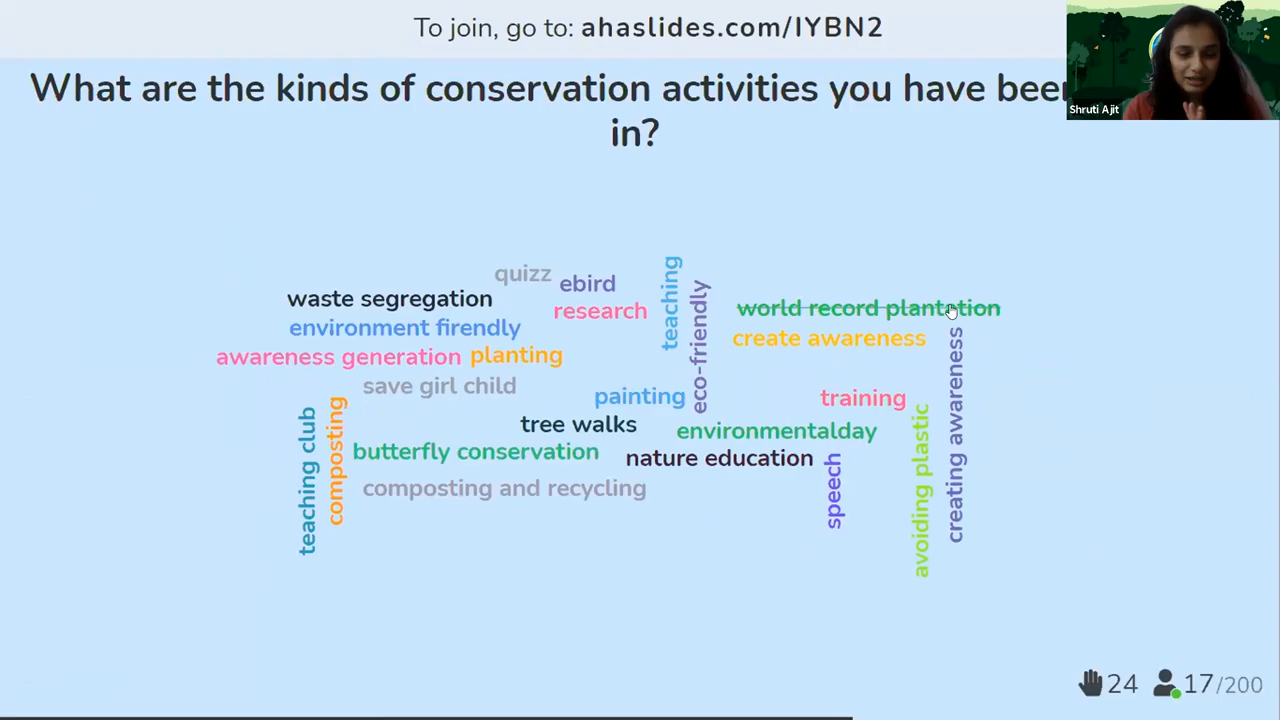 To join, go to: ahaslides.com/IYBN2
What are the kinds of conservation activities you have been
in?
Shruti Ajit
quizz
ebird
teaching
waste segregation
research
eco-friendly
world record plantation
environment firendly
create awareness
awareness generation
planting
save girl child
painting
training
creating awareness
teaching club
composting
tree walks
environmentalday
avoiding plastic
butterfly conservation
nature education
speech
composting and recycling
24
17/200